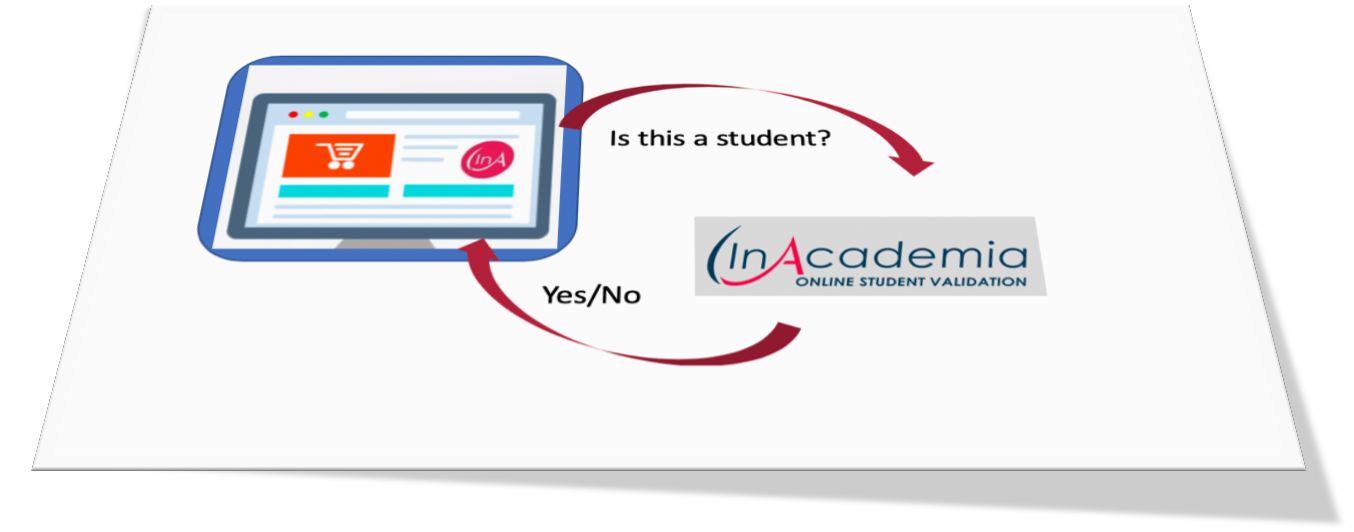 Is this a student?
InA
InAcademia
ONLINE STUDENT VALIDATION
Yes/No